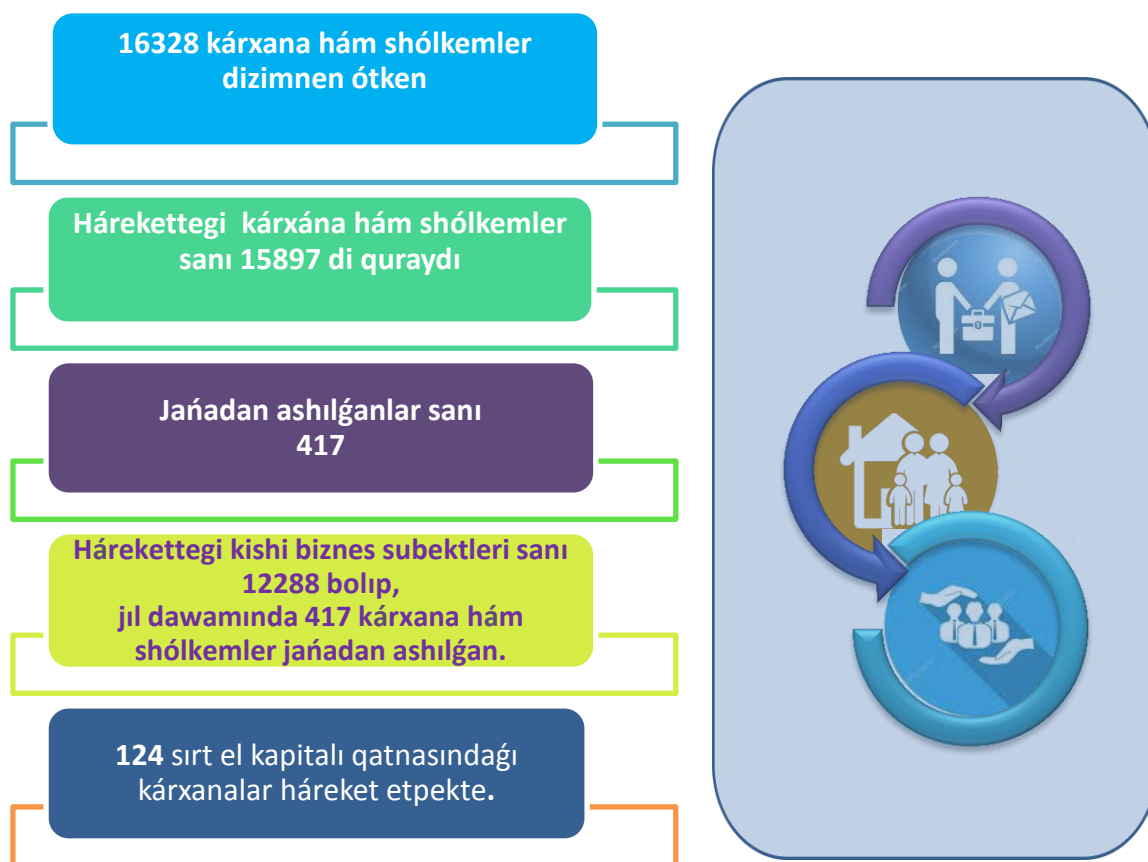 16328 kárxana hám shólkemler
dizimnen ótken
Hárekettegi kárxána hám shólkemler
sanı 15897 di quraydı
Jańadan ashılǵanlar sanı
417
Hárekettegi kishi biznes subektleri sanı
12288 bolıp,
jıl dawamında 417 kárxana hám
shólkemler jańadan ashılǵan.
124 sırt el kapitalı qatnasındaǵı
kárxanalar háreket etpekte.